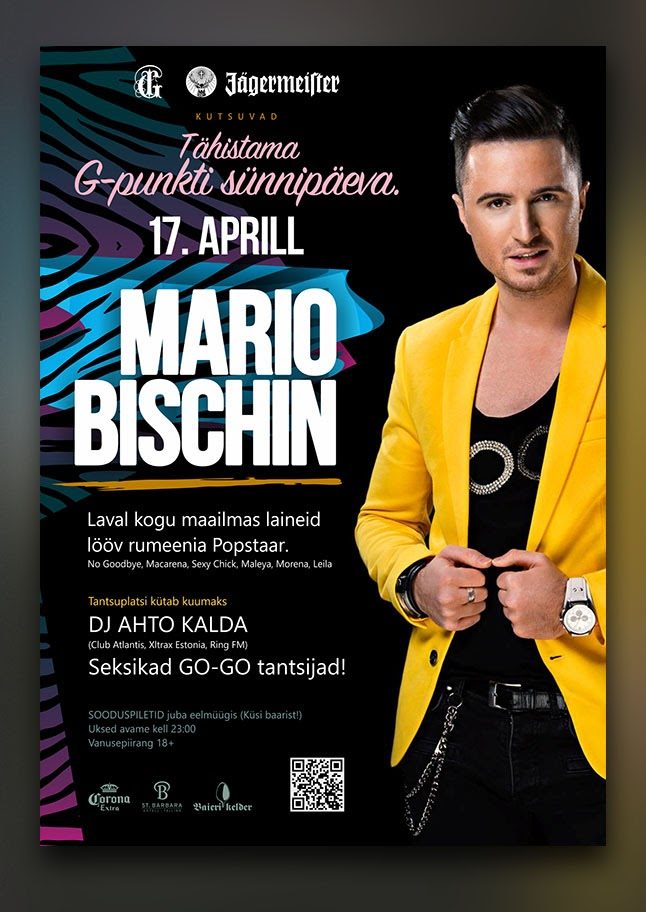 G Jägermeister
KUTSUVAD
Tähistama
G-punkti sünnipäeva.
17. APRILL
MARIO
BISCHIN
Laval kogu maailmas laineid
lööv rumeenia Popstaar.
No Goodbye, Macarena, Sexy Chick, Maleya, Morena, Leila
Tantsuplatsi kütab kuumaks
DJ AHTO KALDA
(Club Atlantis, Xltrax Estonia, Ring FM)
Seksikad GO-GO tantsijad!
SOODUSPILETID juba eelmüügis (Küsi baarist!)
Uksed avame kell 23:00
Vanusepiirang 18+
Corona
Extra
B
ST. BARBARA
HOTELL · TALLINN
Baieri kelder